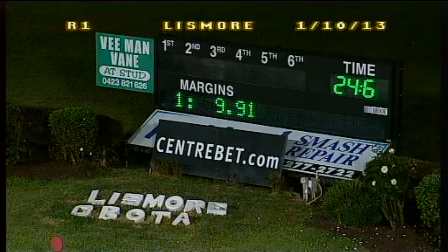 R1 LISMORE 1/10/13
VEE MAN
VANE
AT STUD
0423 821 626
1ST 2ND 3RD 4TH 5TH 6TH
TIME
24:6
MARGINS
1: 9.91
CENTREBET.com
SMASH
REPAIR
LISMORE
GBOTA